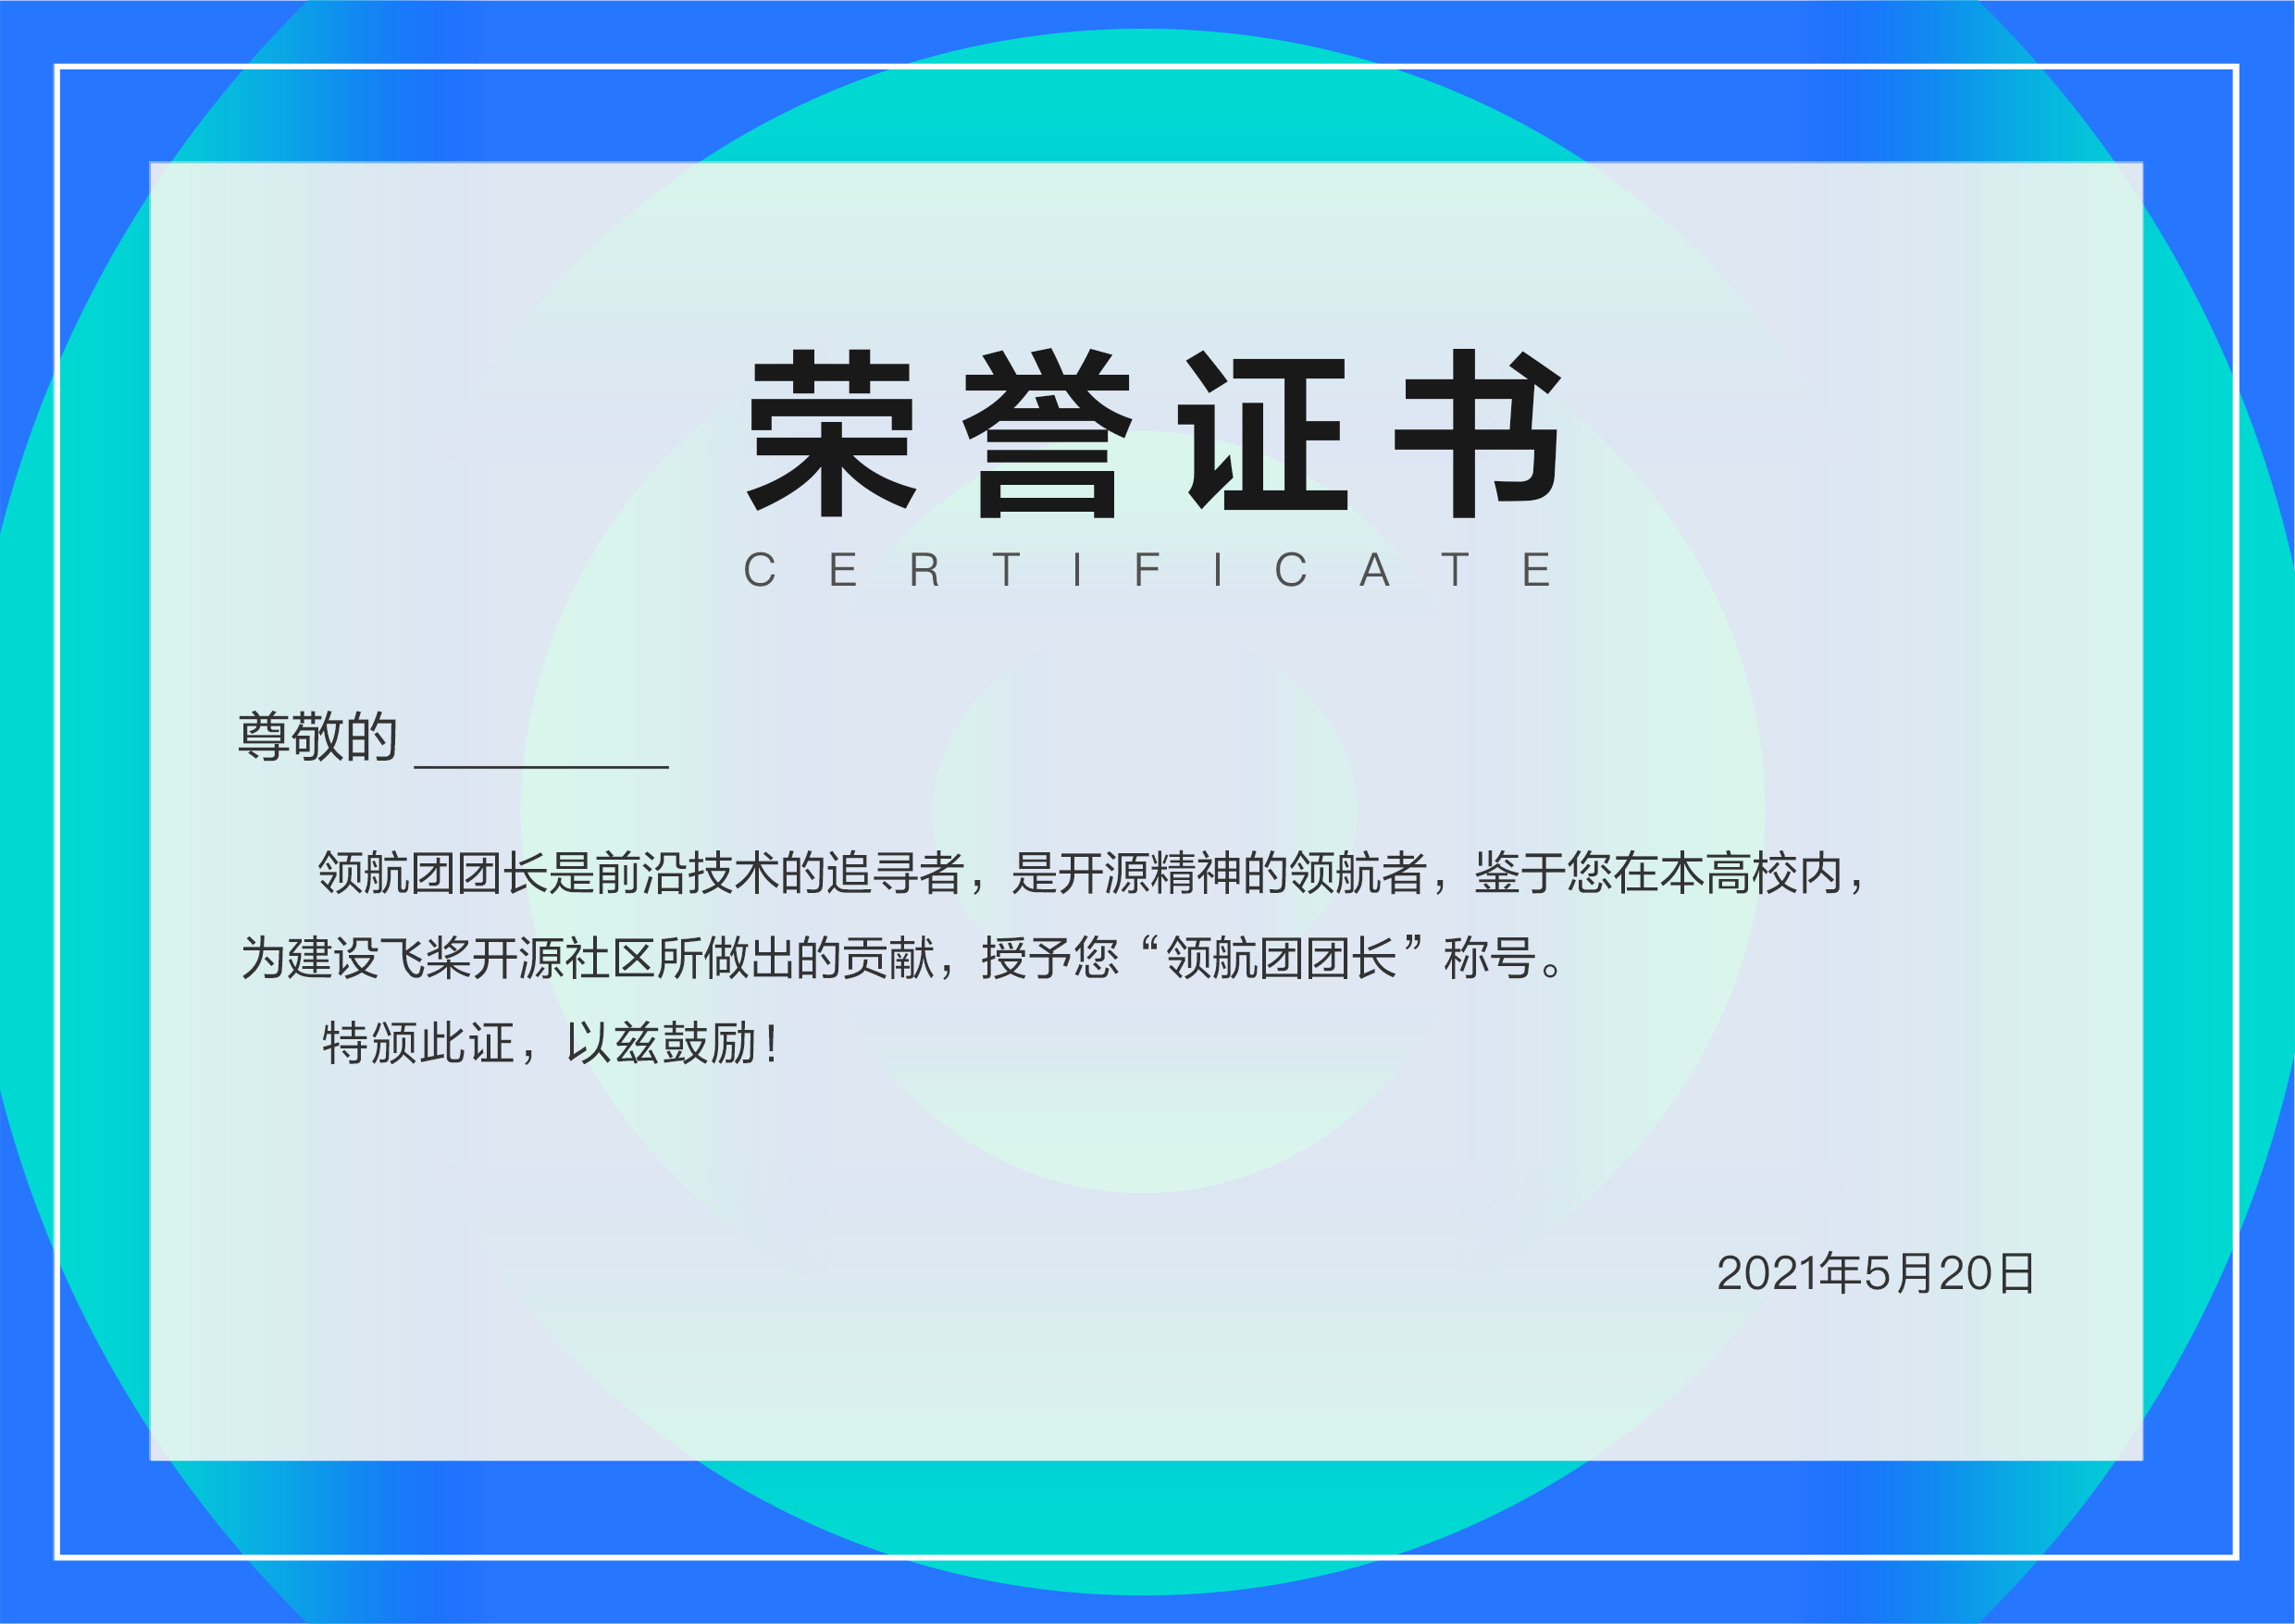 荣誉证书
CERTIFICATE
尊敬的
领航团团长是前沿技术的追寻者，是开源精神的领航者，鉴于您在本高校内，
为建设飞桨开源社区所做出的贡献，授予您“领航团团长”称号。
特颁此证，以兹鼓励！
2021年5月20日